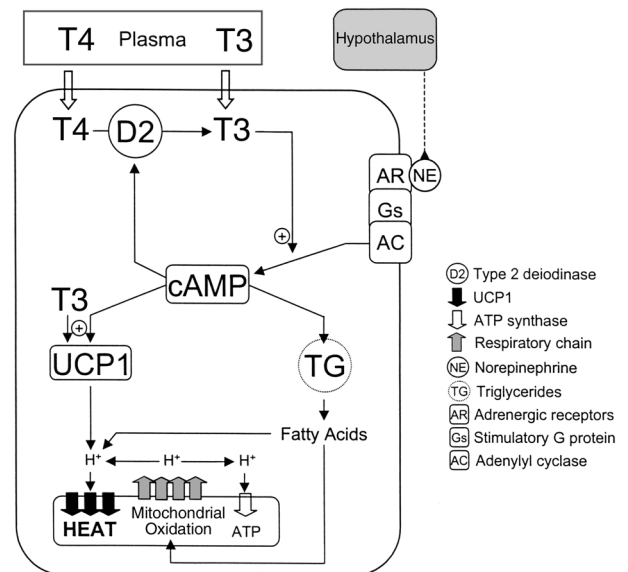 T4 Plasma T3
Hypothalamus
T4 D2 T3
AR NE
Gs
+
AC
cAMP
T3
+
UCP1
TG
Fatty Acids
H⁺ H⁺ H⁺
HEAT
Mitochondrial
Oxidation
ATP
D2 Type 2 deiodinase
UCP1
ATP synthase
Respiratory chain
NE Norepinephrine
TG Triglycerides
AR Adrenergic receptors
Gs Stimulatory G protein
AC Adenylyl cyclase